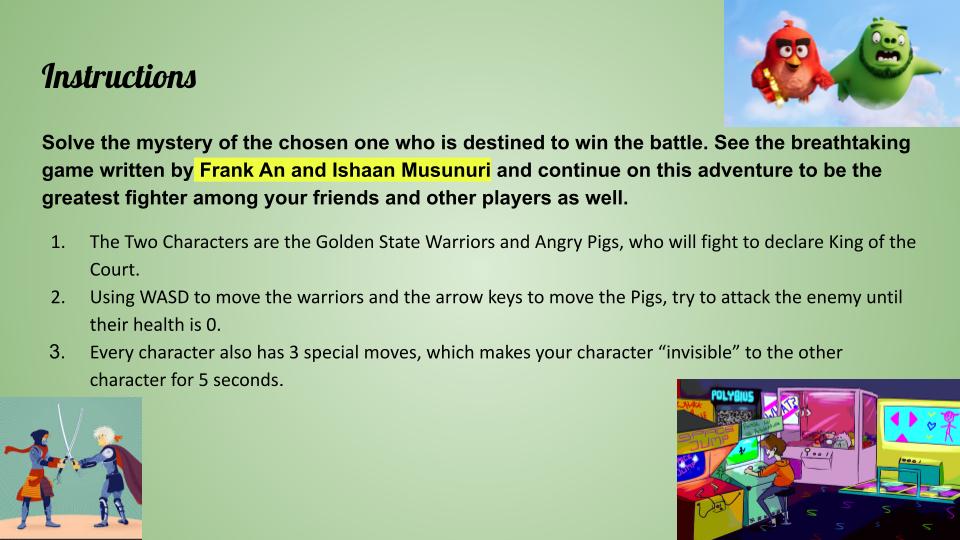 Instructions
Solve the mystery of the chosen one who is destined to win the battle. See the breathtaking
game written by Frank An and Ishaan Musunuri and continue on this adventure to be the
greatest fighter among your friends and other players as well.
1. The Two Characters are the Golden State Warriors and Angry Pigs, who will fight to declare King of the
Court.
2. Using WASD to move the warriors and the arrow keys to move the Pigs, try to attack the enemy until
their health is 0.
3. Every character also has 3 special moves, which makes your character “invisible” to the other
character for 5 seconds.
POLYBIUS
SPACE
JUMP